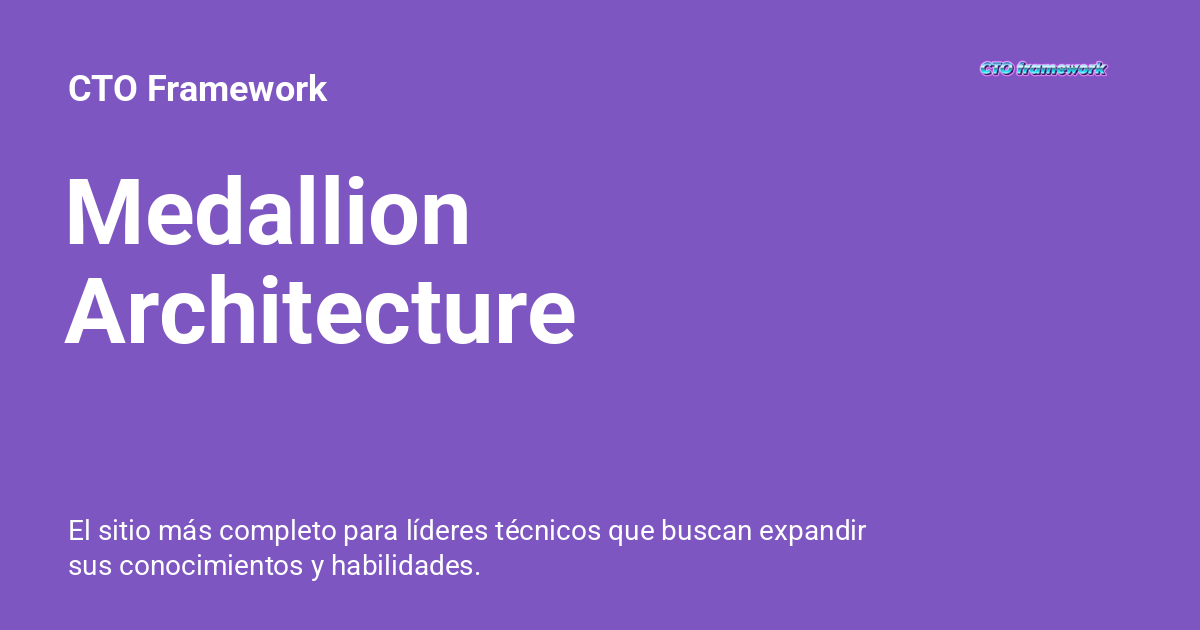 CTO Framework
CTO framework
Medallion
Architecture
El sitio más completo para líderes técnicos que buscan expandir
sus conocimientos y habilidades.